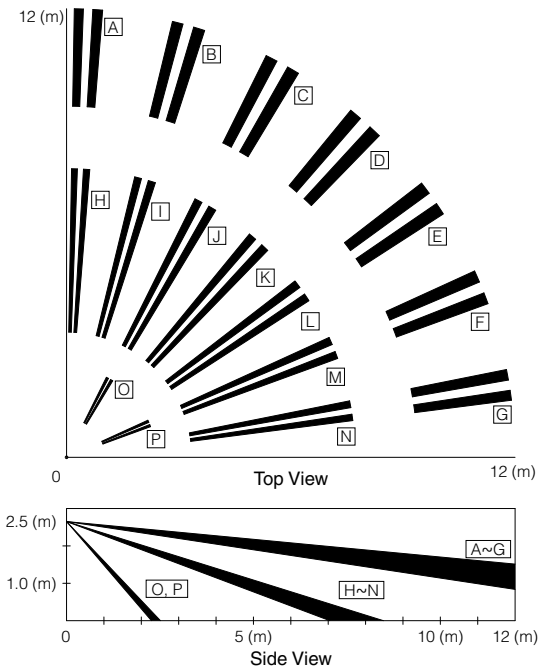 12 (m)
A
B
C
D
E
F
G
H
I
J
K
L
M
N
O
P
0
12 (m)
Top View
2.5 (m)
1.0 (m)
A~G
H~N
O, P
0
5 (m)
10 (m)
12 (m)
Side View